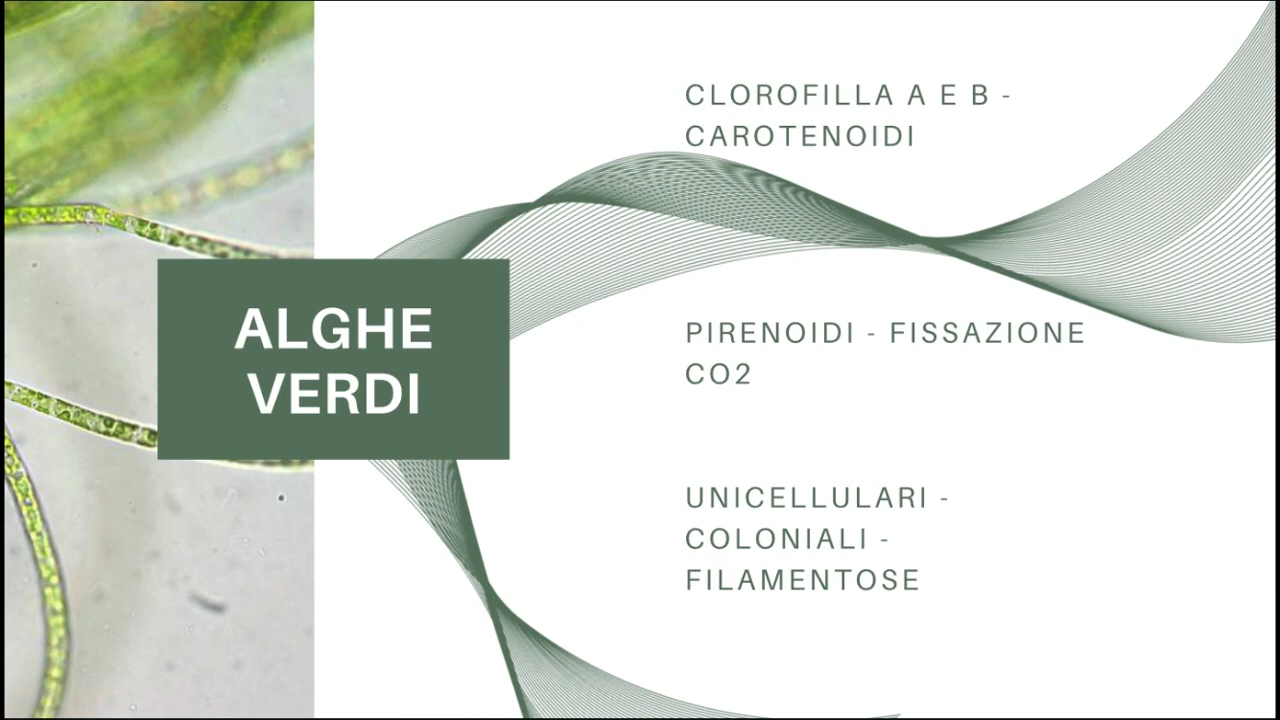 ALGHE
VERDI
CLOROFILLA A E B -
CAROTENOIDI
PIRENOIDI - FISSAZIONE
CO2
UNICELLULARI -
COLONIALI -
FILAMENTOSE